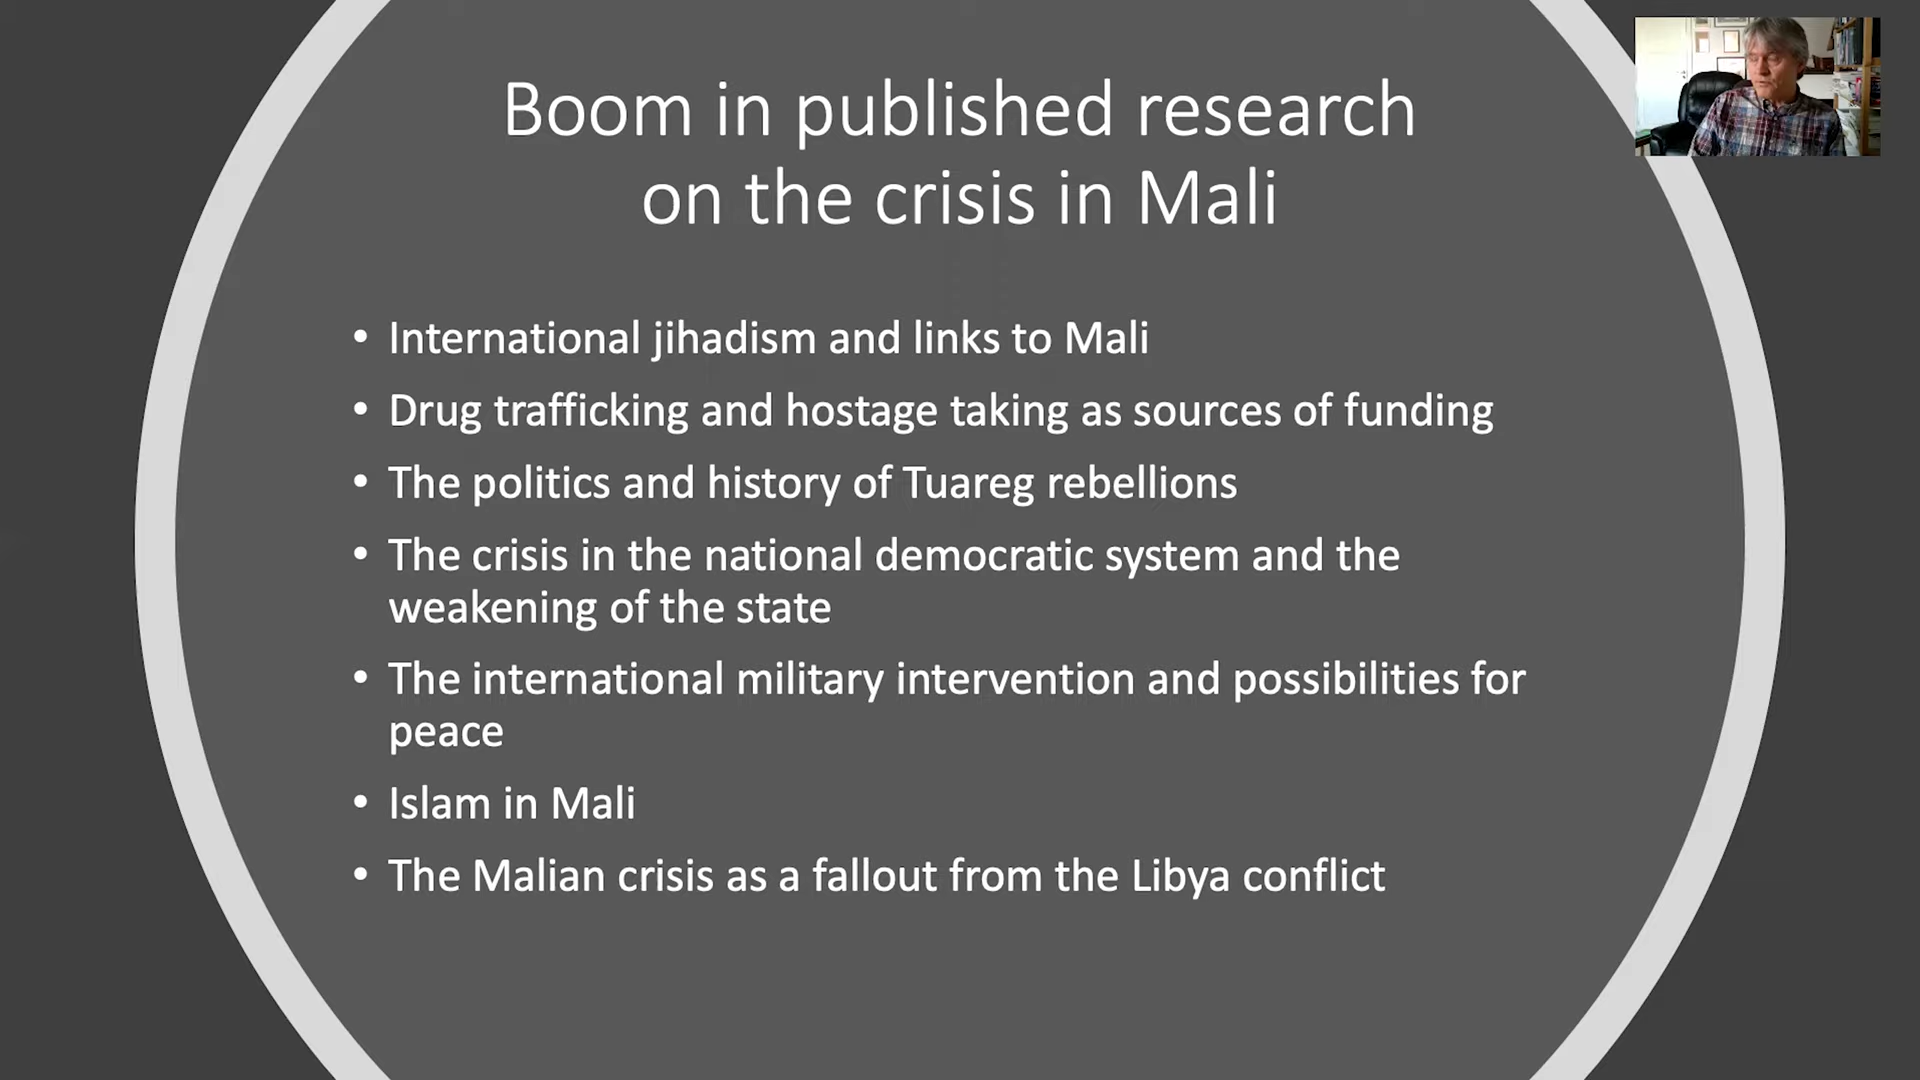 Boom in published research
on the crisis in Mali
• International jihadism and links to Mali
• Drug trafficking and hostage taking as sources of funding
• The politics and history of Tuareg rebellions
• The crisis in the national democratic system and the
weakening of the state
• The international military intervention and possibilities for
peace
• Islam in Mali
• The Malian crisis as a fallout from the Libya conflict